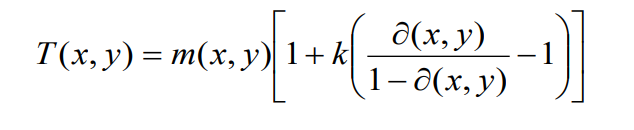 T(x, y) = m(x, y)[1 + k(∂(x, y) / (1 − ∂(x, y)) − 1)]